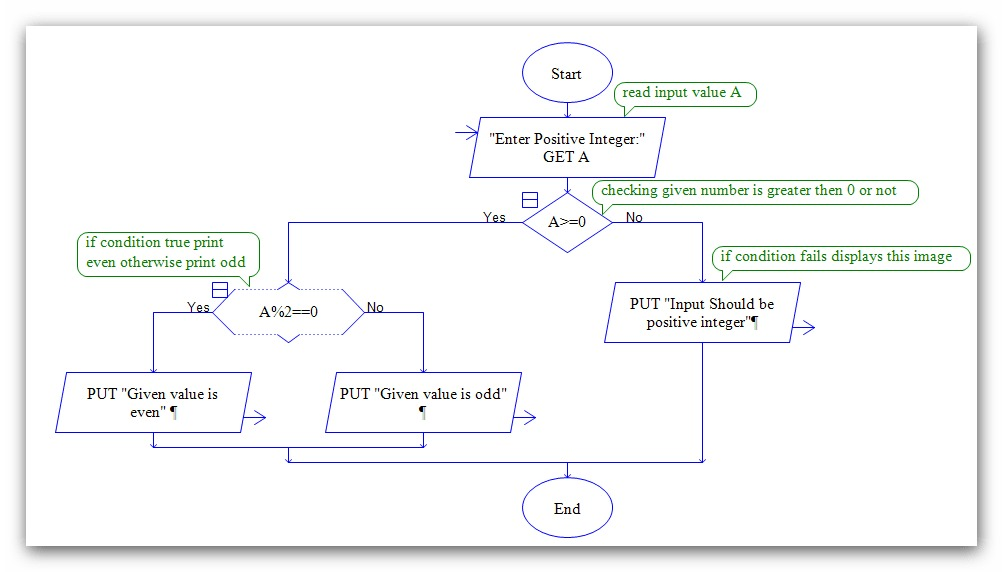 Start
read input value A
"Enter Positive Integer:"
GET A
checking given number is greater then 0 or not
Yes
A>=0
No
if condition true print
even otherwise print odd
if condition fails displays this image
Yes
A%2==0
No
PUT "Input Should be
positive integer"¶
PUT "Given value is
even" ¶
PUT "Given value is odd"
¶
End